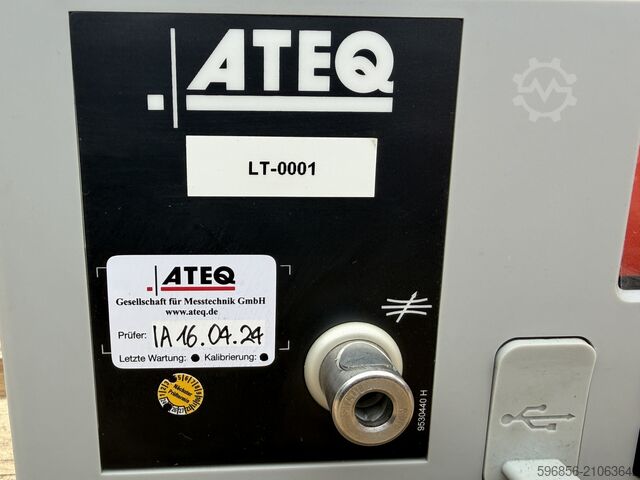 ATEQ
LT-0001
ATEQ
Gesellschaft für Messtechnik GmbH
www.ateq.de
Prüfer: IA 16.04.24
Letzte Wartung: Kalibrierung:
9530440 H
596856-2106364